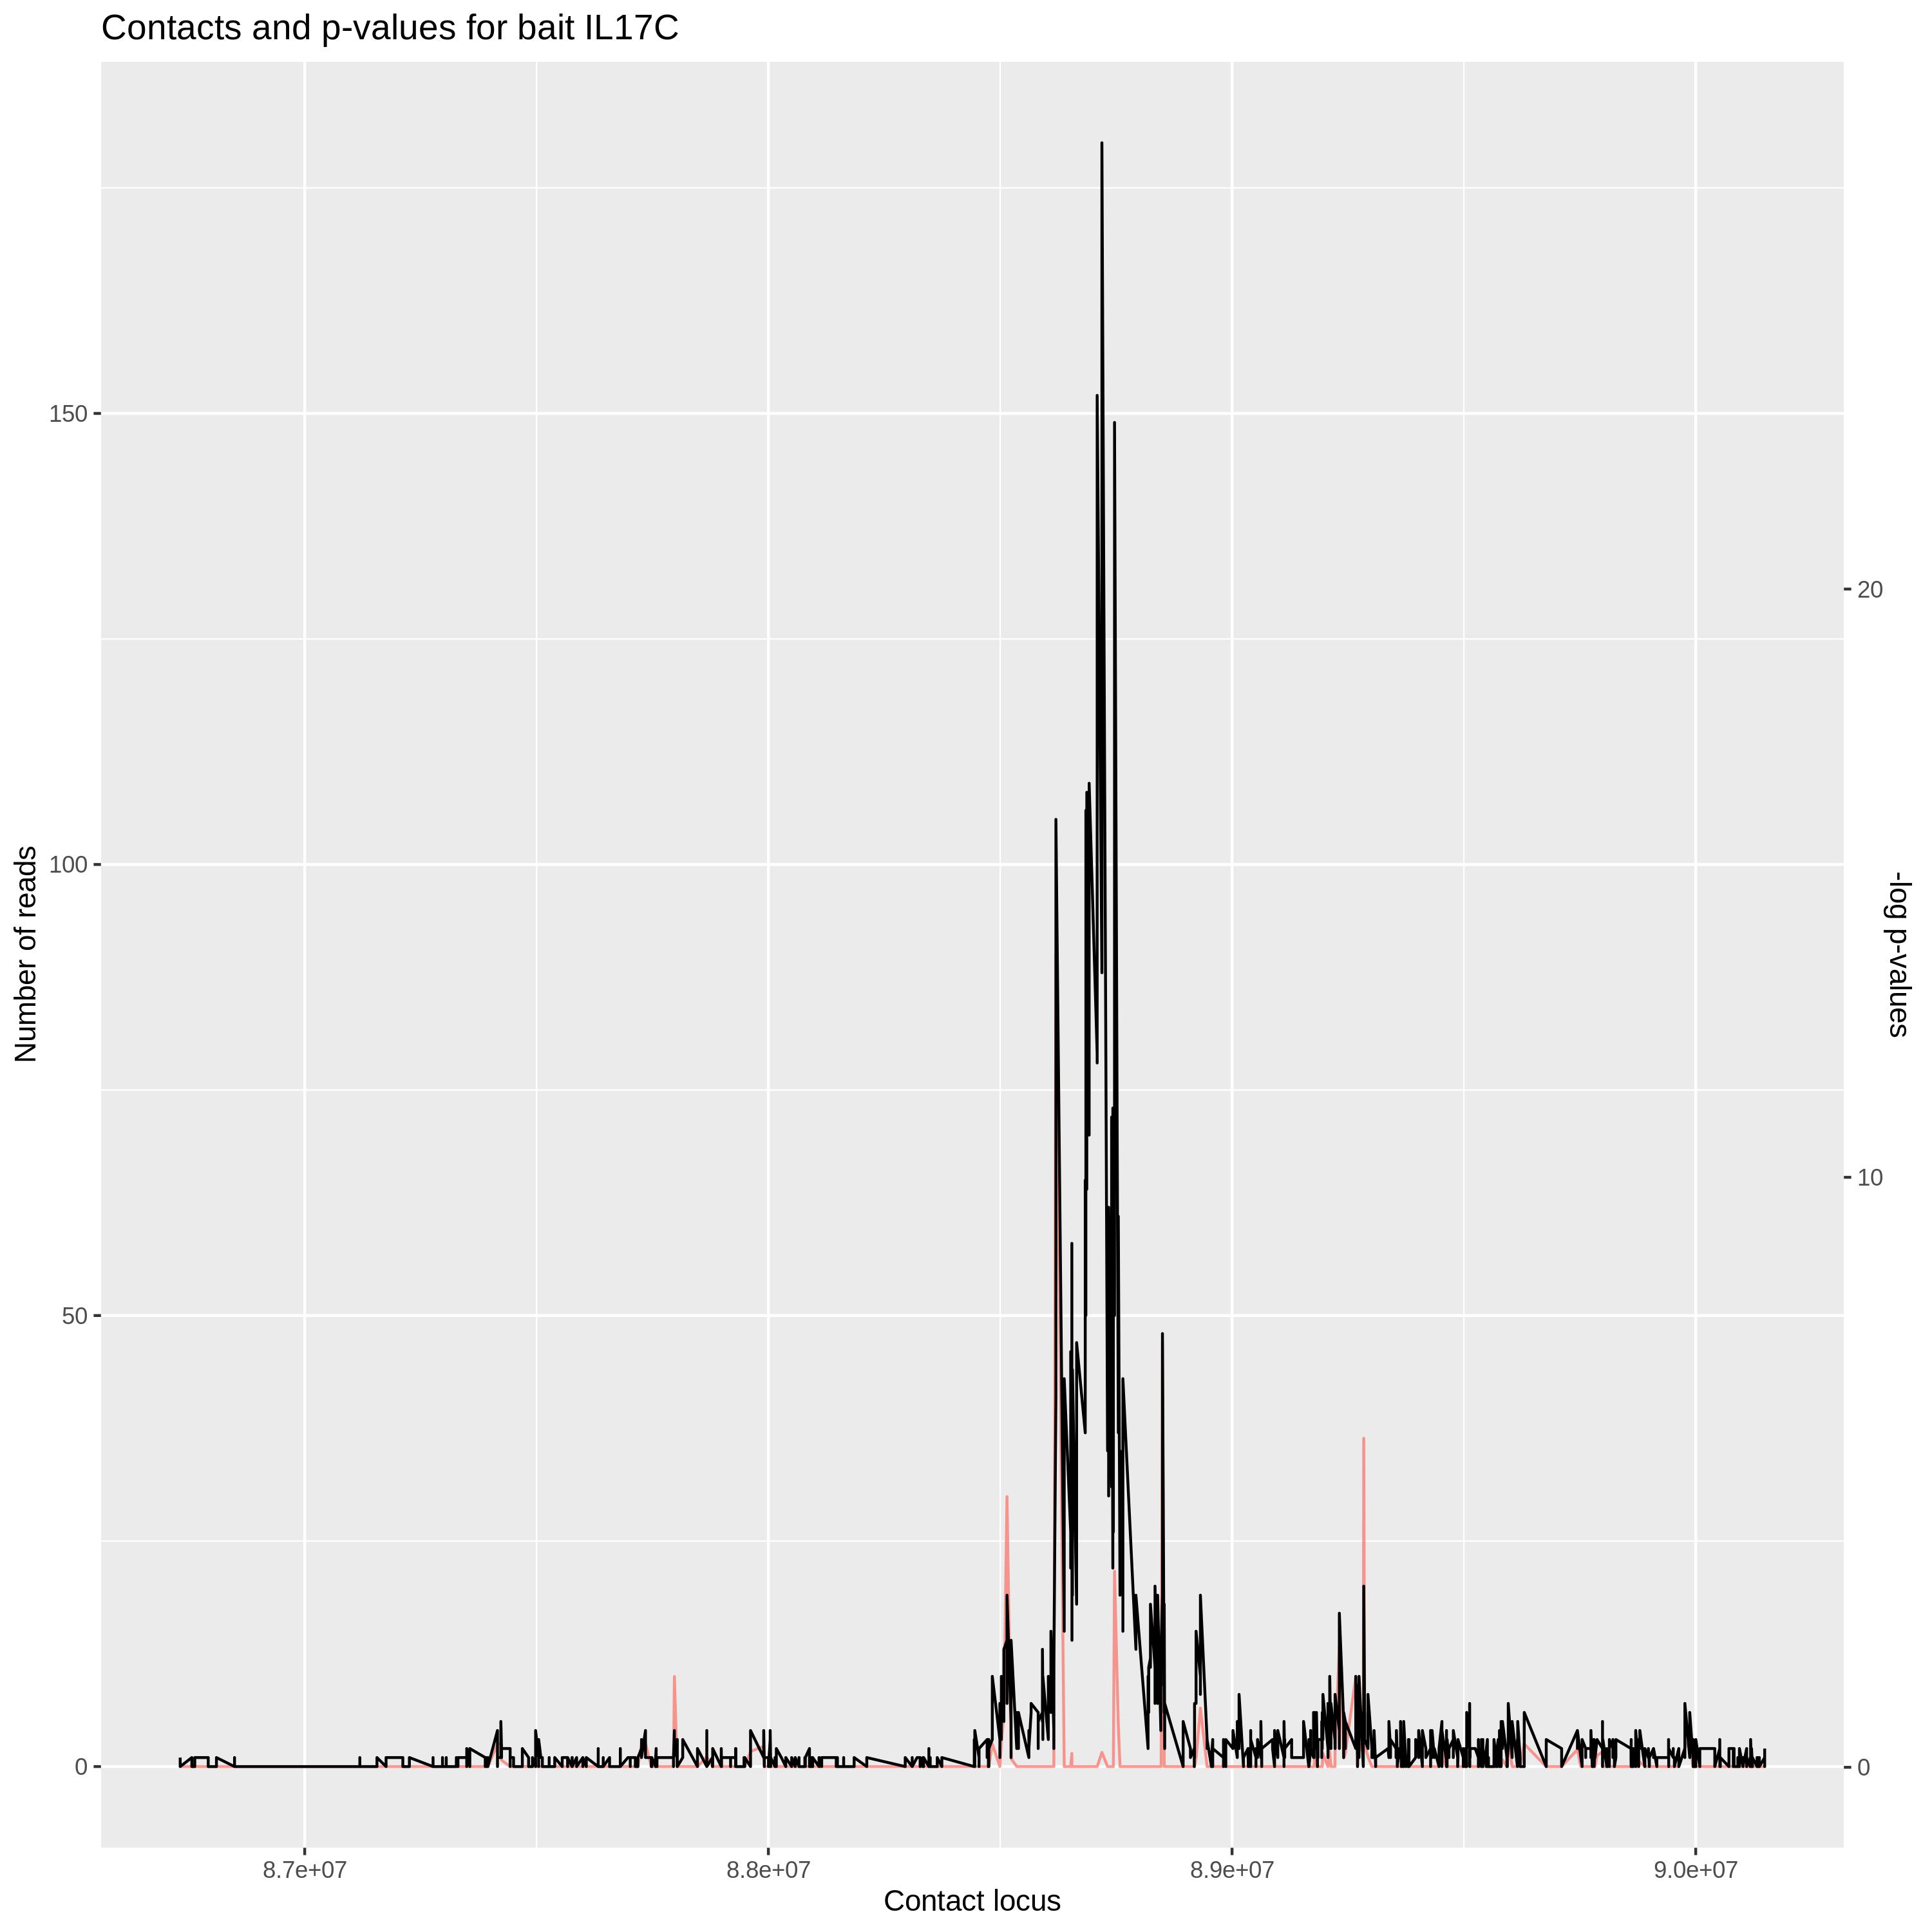 Contacts and p-values for bait IL17C
Number of reads
150
100
50
0
20
10
0
-log p-values
8.7e+07
8.8e+07
8.9e+07
9.0e+07
Contact locus